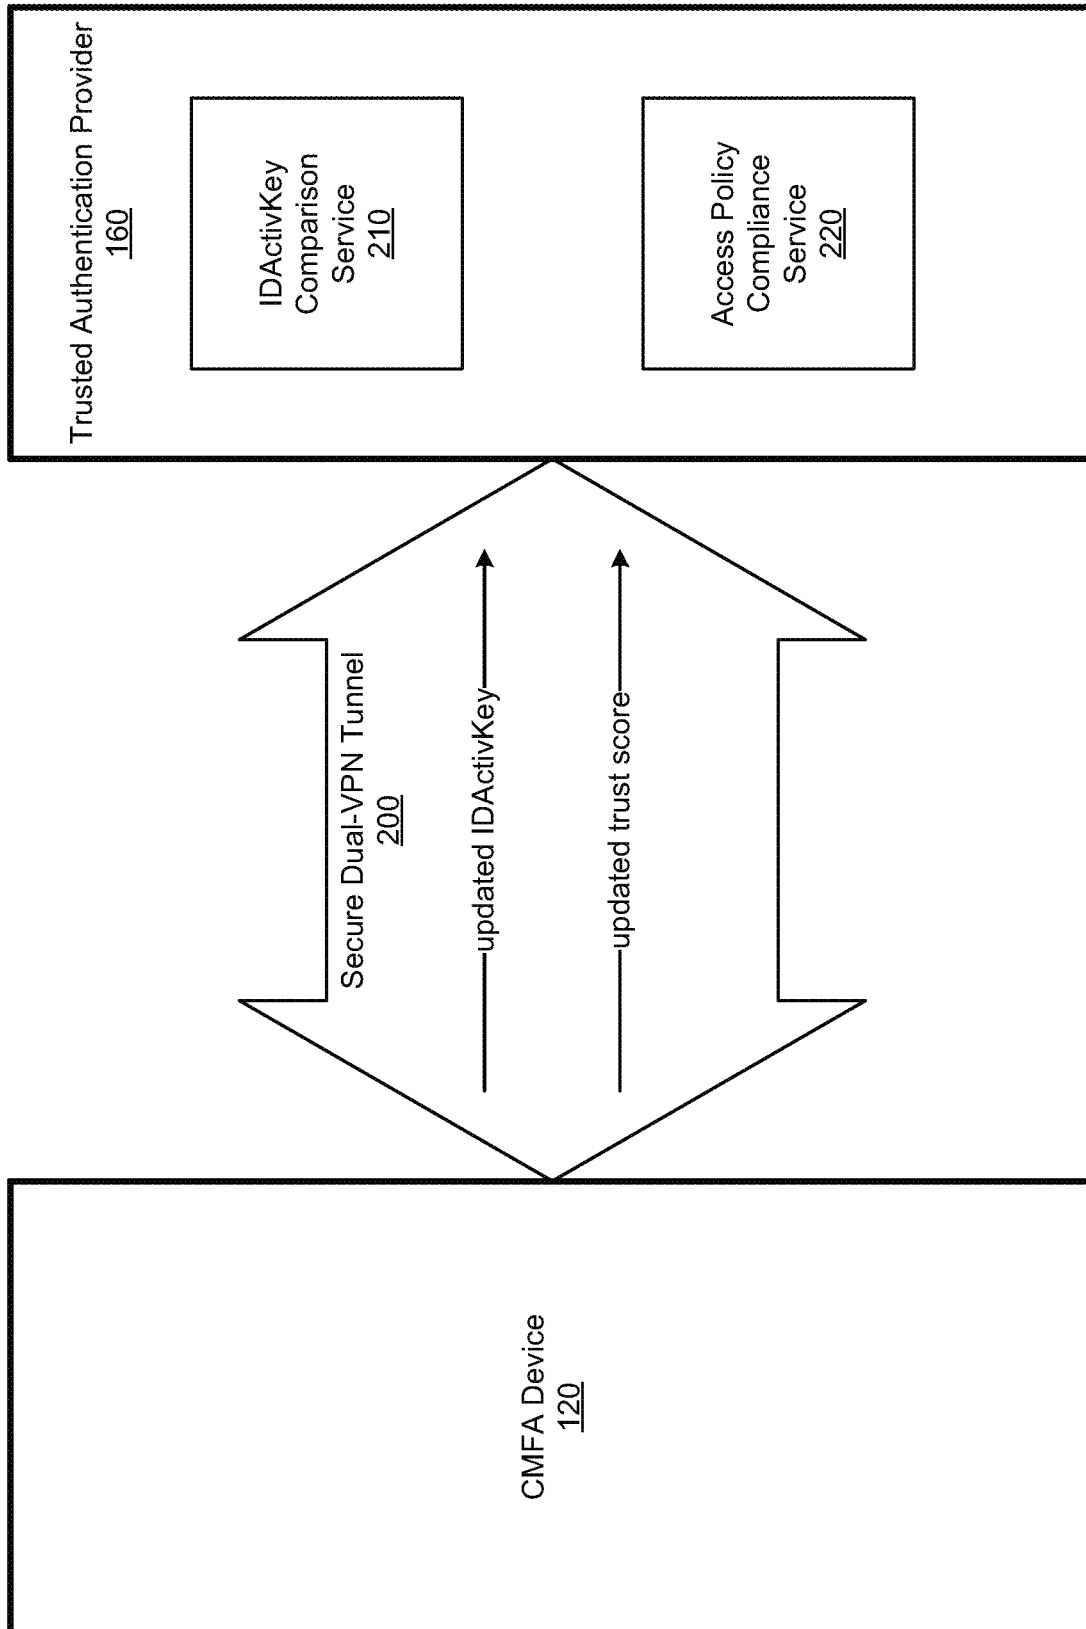 Trusted Authentication Provider
160
IDActivKey
Comparison
Service
210
Access Policy
Compliance
Service
220
Secure Dual-VPN Tunnel
200
updated IDActivKey
updated trust score
CMFA Device
120